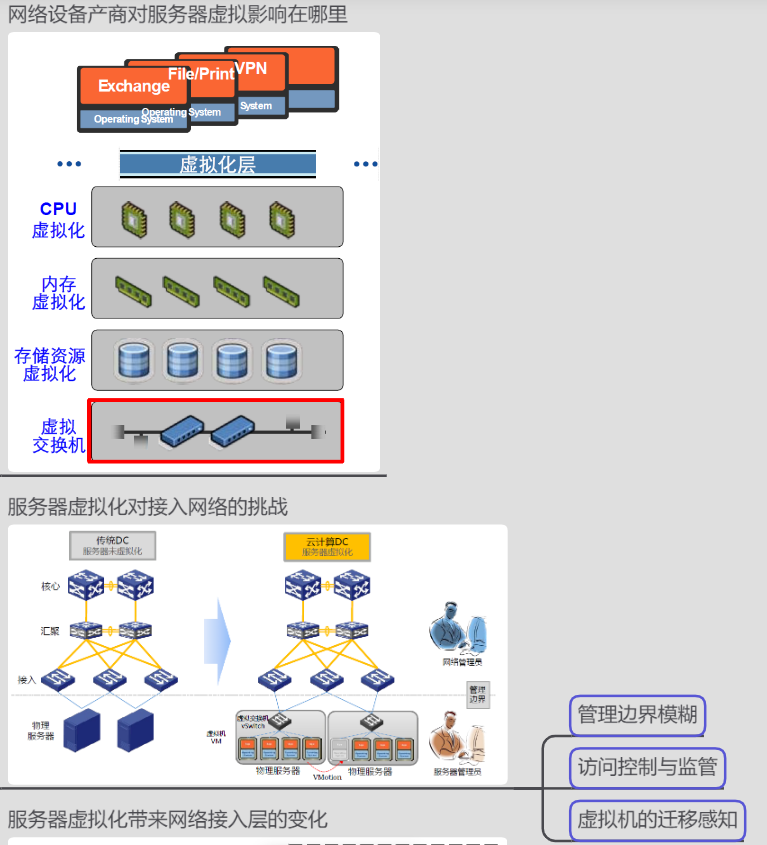 网络设备产商对服务器虚拟影响在哪里
VPN
File/Print
Exchange
System
Operating System
Operating System
虚拟化层
CPU
虚拟化
内存
虚拟化
存储资源
虚拟化
虚拟
交换机
服务器虚拟化对接入网络的挑战
传统DC
服务器未虚拟化
云计算DC
服务器虚拟化
核心
汇聚
接入
网络管理员
管理
边界
物理
服务器
虚拟机
VM
虚拟交换机
vSwitch
物理服务器
VMotion
物理服务器
服务器管理员
管理边界模糊
访问控制与监管
虚拟机的迁移感知
服务器虚拟化带来网络接入层的变化